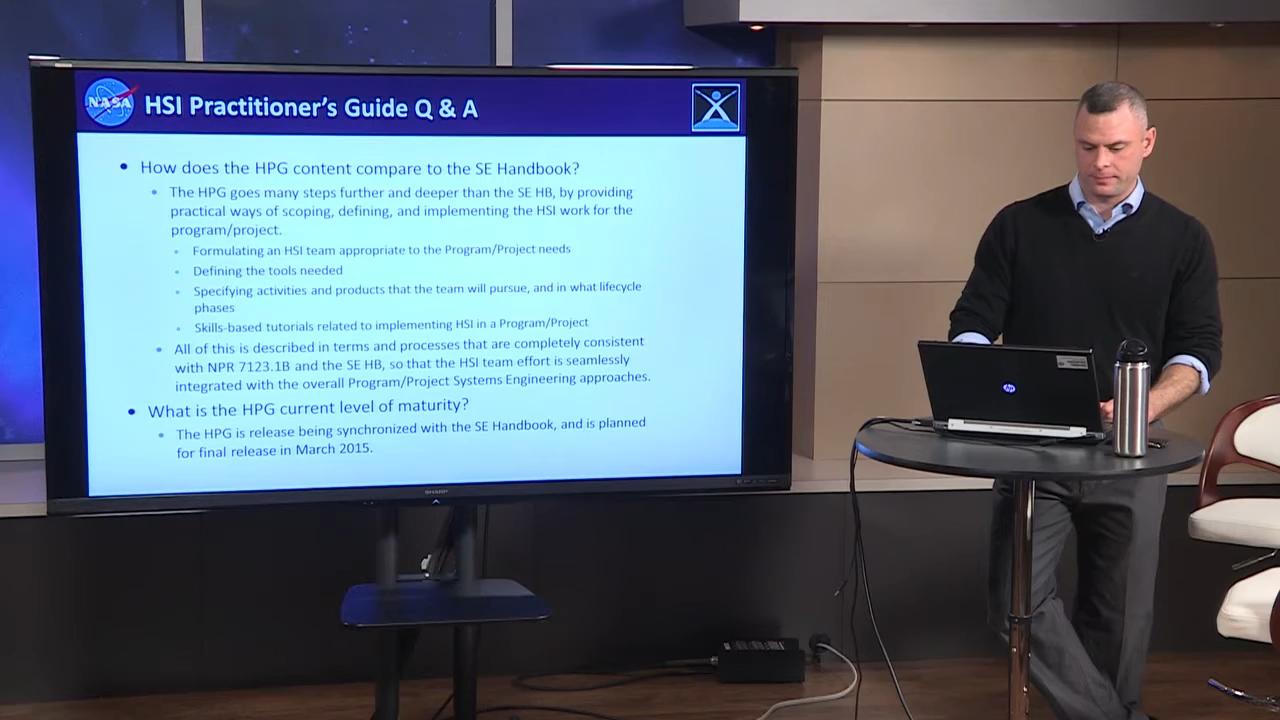 NASA
HSI Practitioner's Guide Q & A
• How does the HPG content compare to the SE Handbook?
• The HPG goes many steps further and deeper than the SE HB, by providing
practical ways of scoping, defining, and implementing the HSI work for the
program/project.
• Formulating an HSI team appropriate to the Program/Project needs
• Defining the tools needed
• Specifying activities and products that the team will pursue, and in what lifecycle
phases
• Skills-based tutorials related to implementing HSI in a Program/Project
• All of this is described in terms and processes that are completely consistent
with NPR 7123.1B and the SE HB, so that the HSI team effort is seamlessly
integrated with the overall Program/Project Systems Engineering approaches.
• What is the HPG current level of maturity?
• The HPG is release being synchronized with the SE Handbook, and is planned
for final release in March 2015.
SHARP
hp